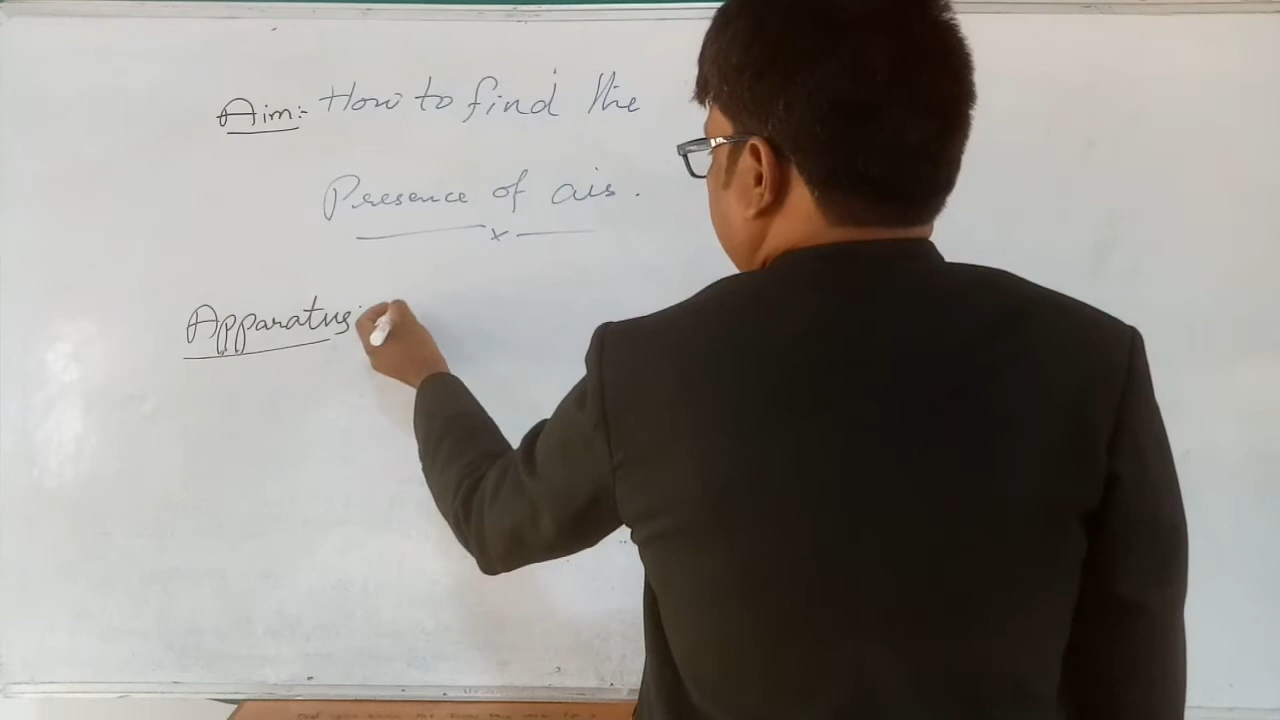 Aim:- How to find the
Presence of air.
x
Apparatus: